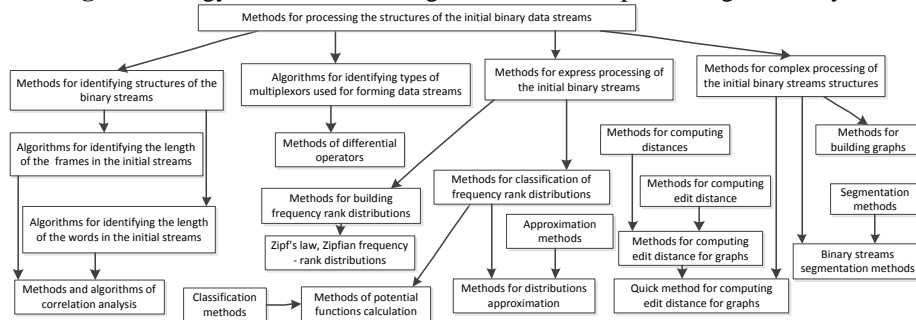 Methods for processing the structures of the initial binary data streams
Methods for identifying structures of the
binary streams
Algorithms for identifying types of
multiplexors used for forming data streams
Methods for express processing of
the initial binary streams
Methods for complex processing of
the initial binary streams structures
Algorithms for identifying the length
of the frames in the initial streams
Methods of differential
operators
Methods for computing
distances
Methods for
building graphs
Methods for building
frequency rank distributions
Methods for classification of
frequency rank distributions
Methods for computing
edit distance
Segmentation
methods
Algorithms for identifying the length
of the words in the initial streams
Zipf's law, Zipfian frequency
- rank distributions
Approximation
methods
Methods for computing
edit distance for graphs
Binary streams
segmentation methods
Methods and algorithms of
correlation analysis
Classification
methods
Methods of potential
functions calculation
Methods for distributions
approximation
Quick method for computing
edit distance for graphs